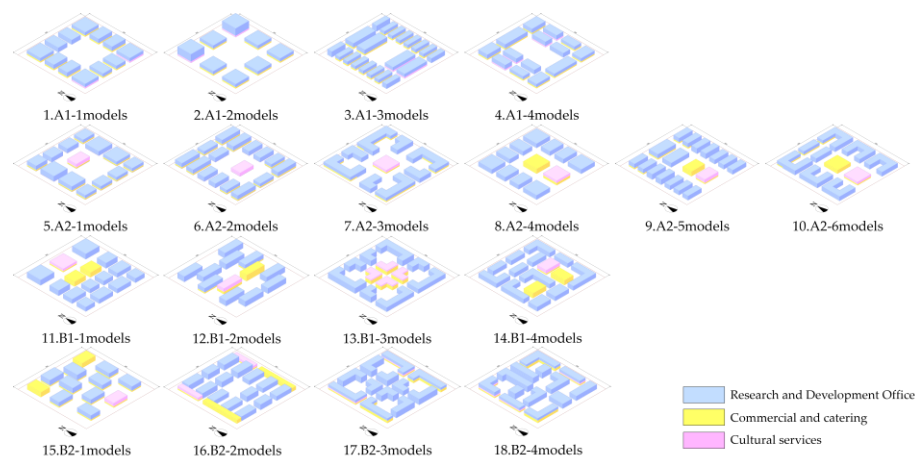 1.A1-1models
2.A1-2models
3.A1-3models
4.A1-4models
5.A2-1models
6.A2-2models
7.A2-3models
8.A2-4models
9.A2-5models
10.A2-6models
11.B1-1models
12.B1-2models
13.B1-3models
14.B1-4models
15.B2-1models
16.B2-2models
17.B2-3models
18.B2-4models
Research and Development Office
Commercial and catering
Cultural services